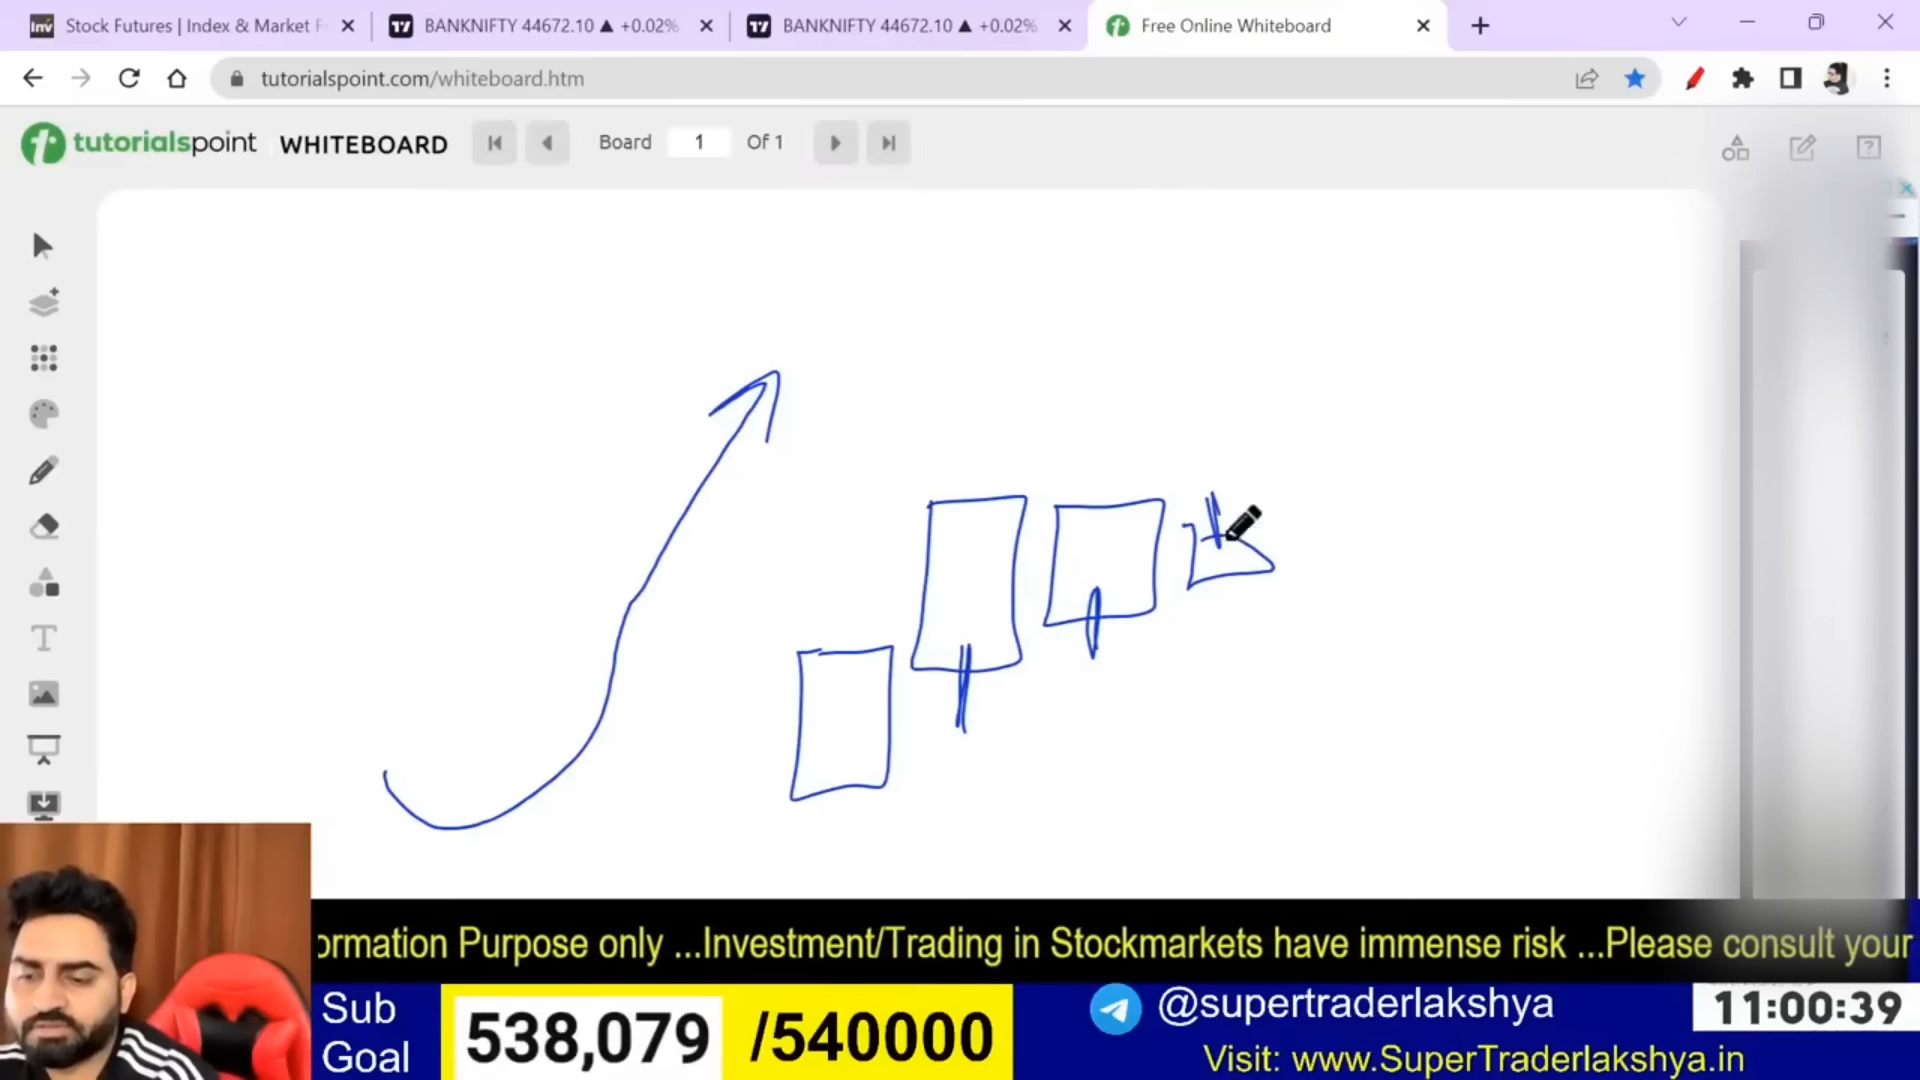 Stock Futures | Index & Market F
BANKNIFTY 44672.10 ▲ +0.02%
BANKNIFTY 44672.10 ▲ +0.02%
Free Online Whiteboard
tutorialspoint.com/whiteboard.htm
tutorialspoint WHITEBOARD
Board 1 Of 1
ormation Purpose only ...Investment/Trading in Stockmarkets have immense risk ...Please consult your
Sub Goal
538,079 /540000
@supertraderlakshya
Visit: www.SuperTraderlakshya.in
11:00:39